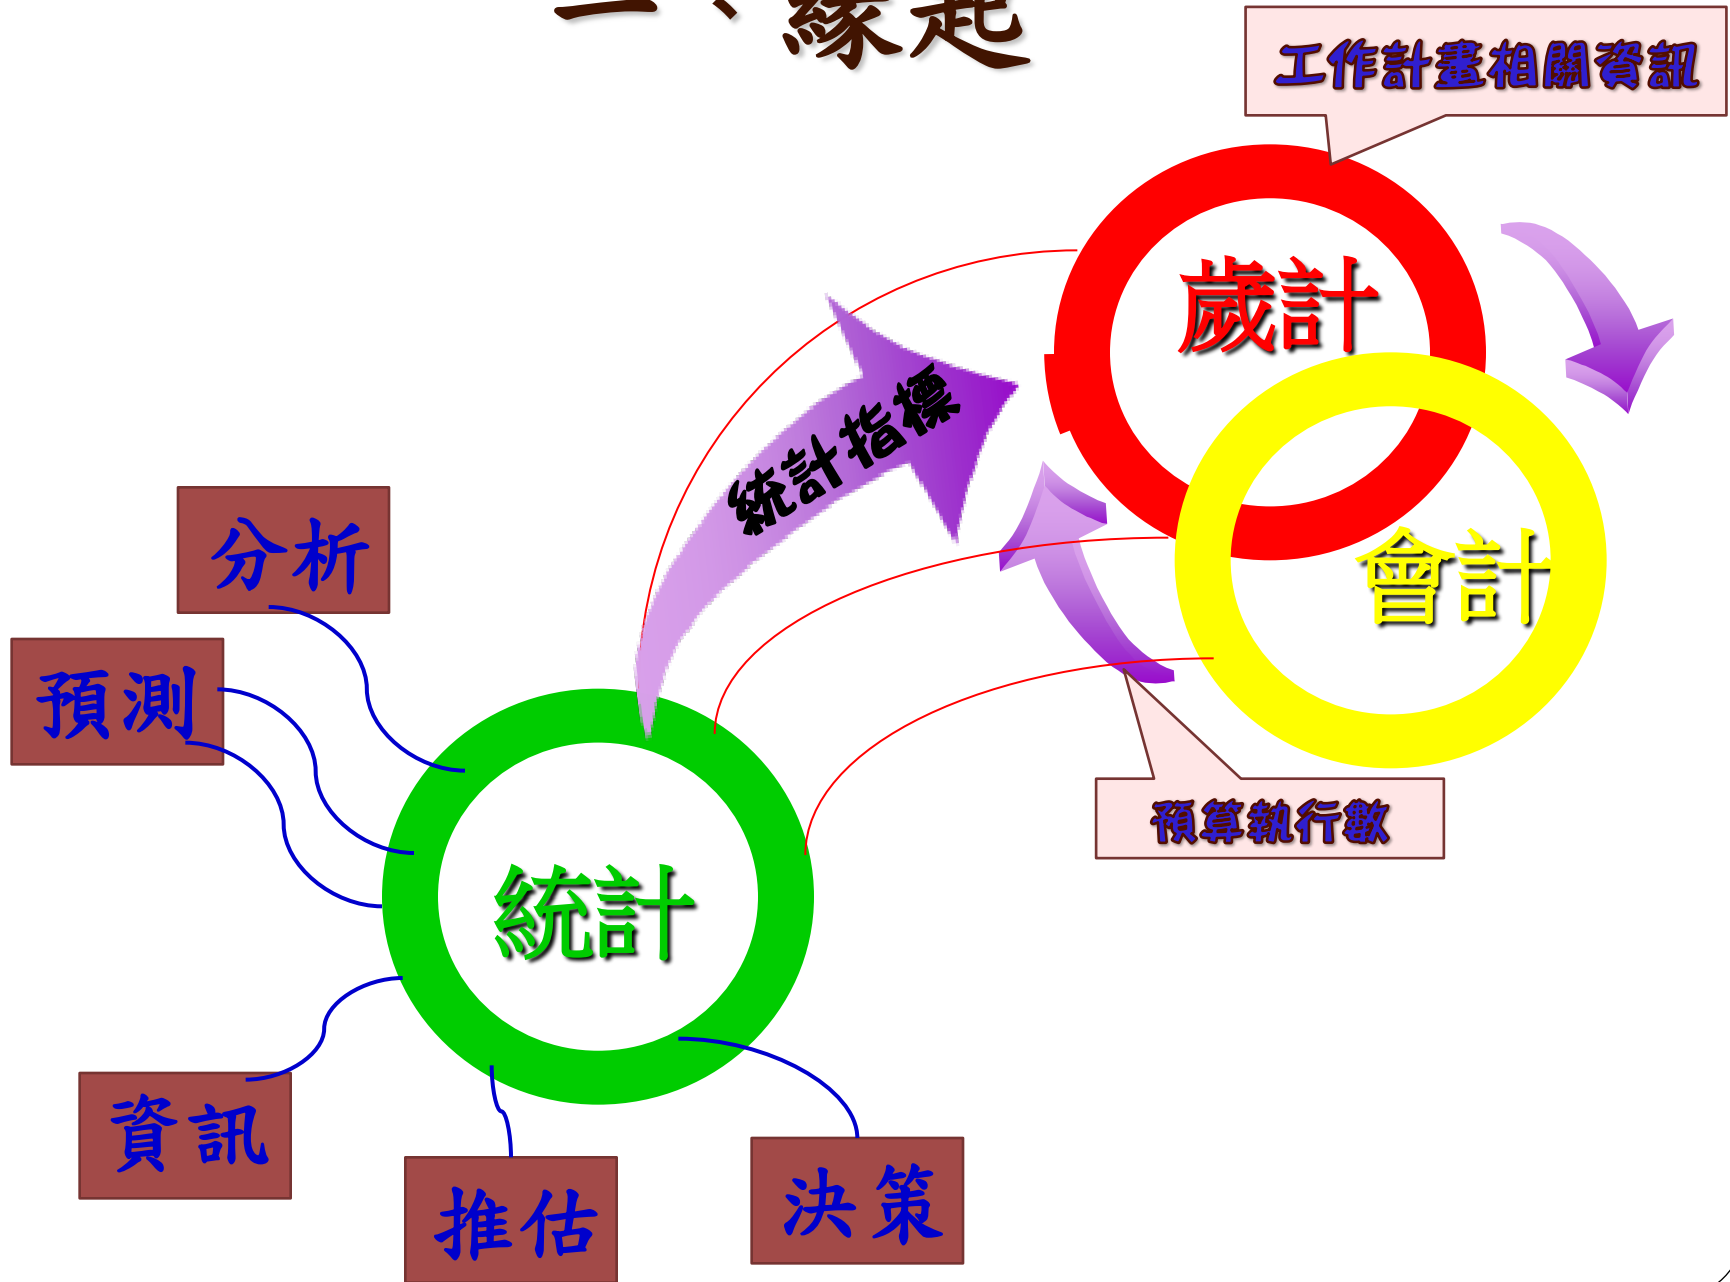 一、緣起
工作計畫相關資訊
歲計
統計指標
會計
分析
預測
預算執行數
統計
資訊
推估
決策